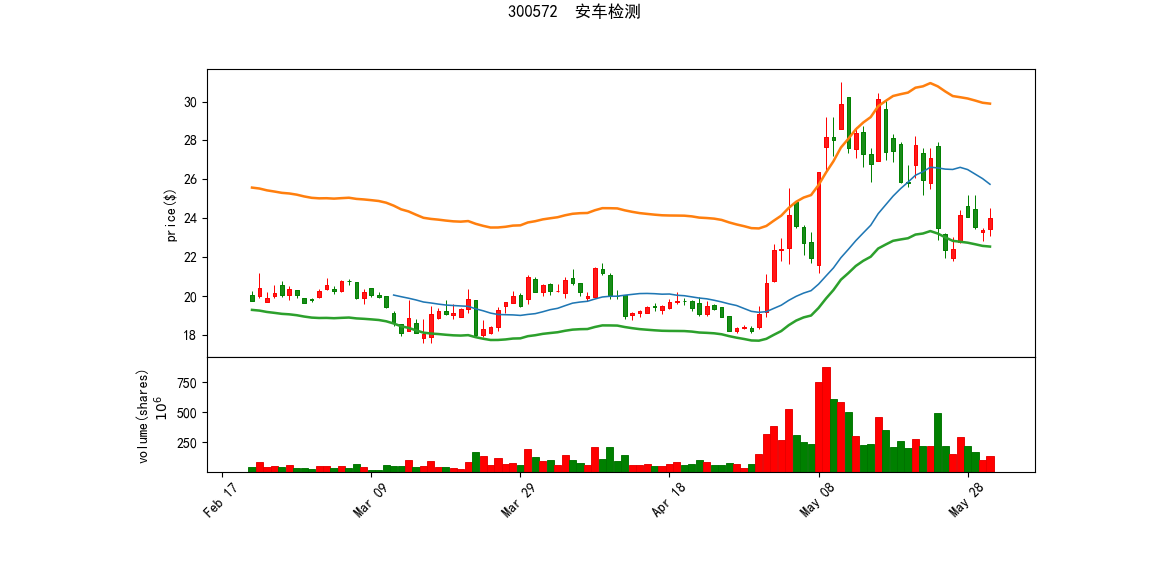 300572 安车检测
price($)
30
28
26
24
22
20
18
volume(shares)
10^6
750
500
250
Feb 17
Mar 09
Mar 29
Apr 18
May 08
May 28